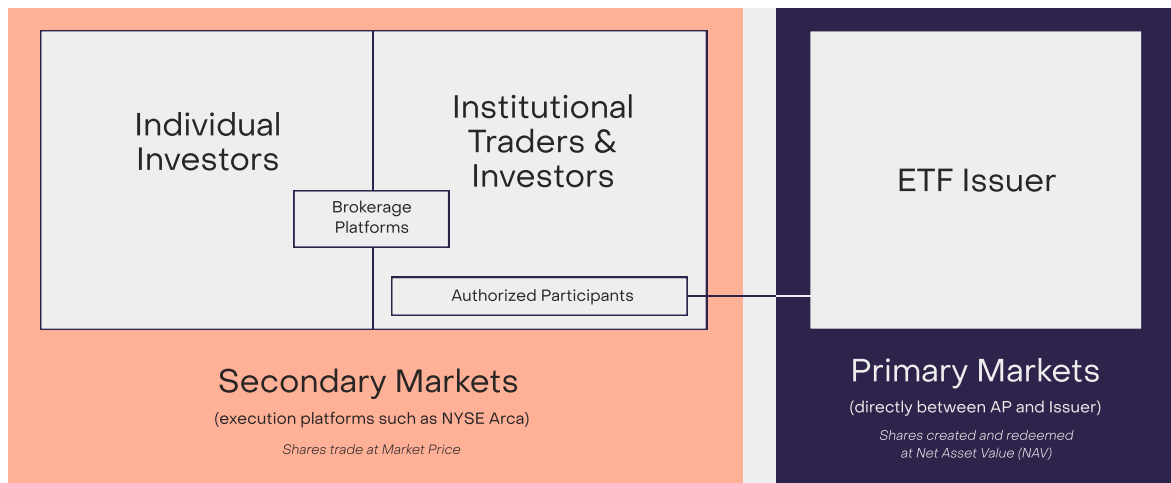 Individual
Investors
Institutional
Traders &
Investors
Brokerage
Platforms
Authorized Participants
Secondary Markets
(execution platforms such as NYSE Arca)
Shares trade at Market Price
ETF Issuer
Primary Markets
(directly between AP and Issuer)
Shares created and redeemed
at Net Asset Value (NAV)